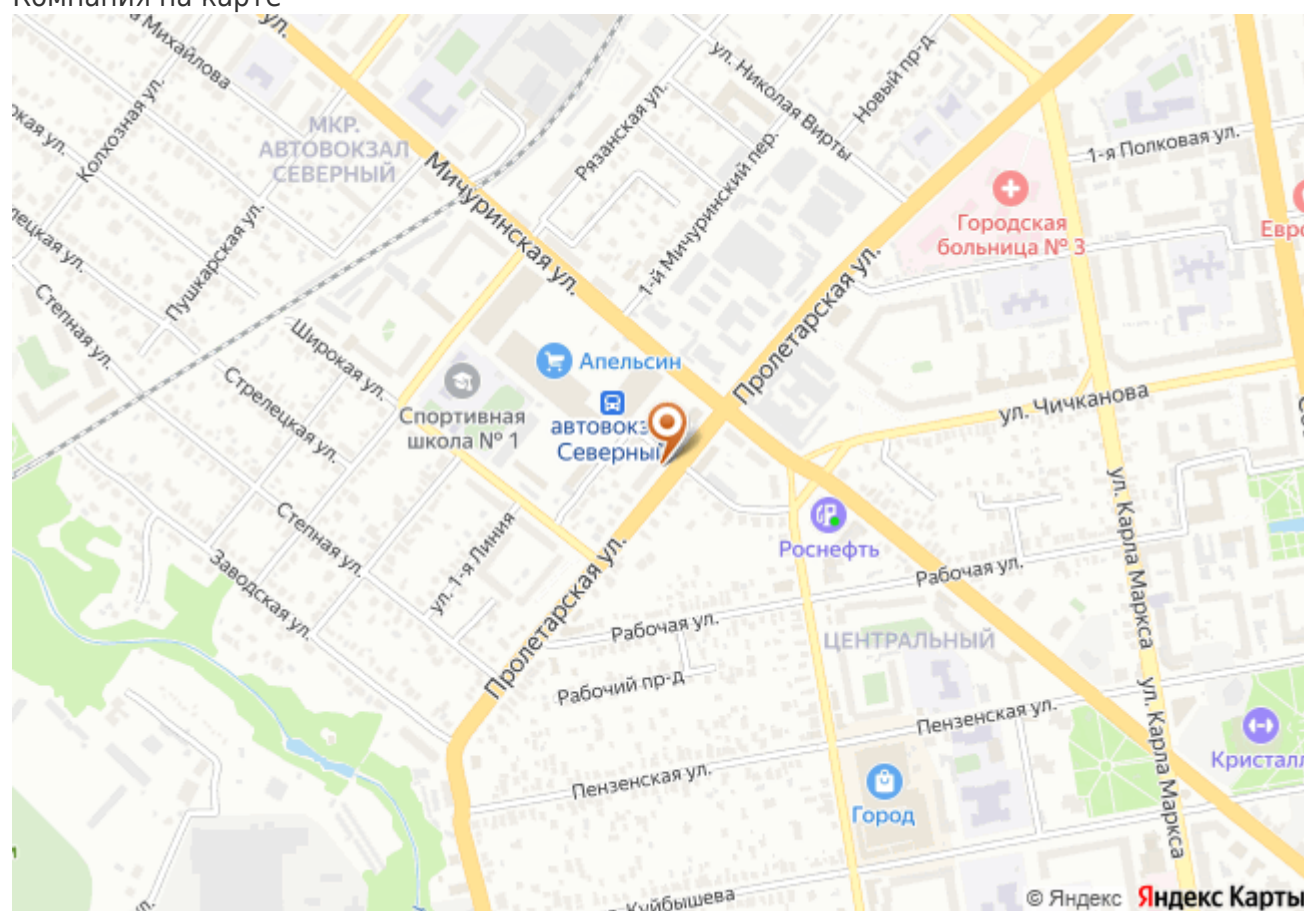 Компания на карте
Михайлова
ул.
Колхозная ул.
МКР.
АВТОВОКЗАЛ
СЕВЕРНЫЙ
Рязанская ул.
ул. Николая Вирты
Новый пр-д
1-я Полковая ул.
Мичуринская ул.
1-й Мичуринский пер.
Городская
больница № 3
Пушкарская ул.
Степная ул.
Широкая ул.
Апельсин
Пролетарская ул.
Стрелецкая ул.
Спортивная
школа № 1
автовокз
Северный
ул. Чичканова
Степная ул.
ул. 1-я Линия
Роснефть
ул. Карла Маркса
Заводская ул.
Пролетарская ул.
Рабочая ул.
Рабочая ул.
ЦЕНТРАЛЬНЫЙ
Рабочий пр-д
Пензенская ул.
ул. Карла Маркса
Кристалл
Пензенская ул.
Город
Куйбышева
© Яндекс Яндекс Карты